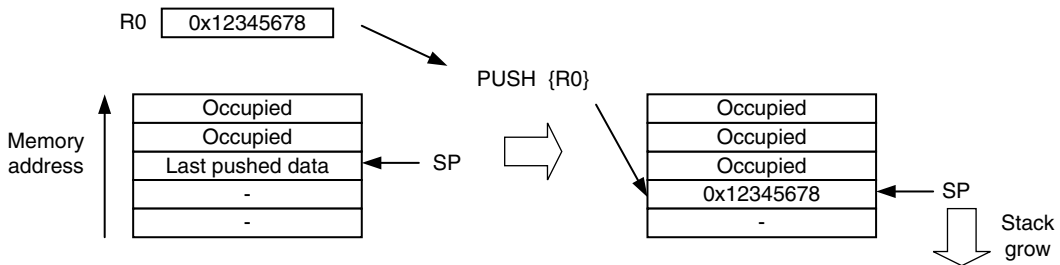 R0 0x12345678
PUSH {R0}
Memory
address
Occupied
Occupied
Last pushed data
-
-
SP
Occupied
Occupied
Occupied
0x12345678
-
SP
Stack
grow